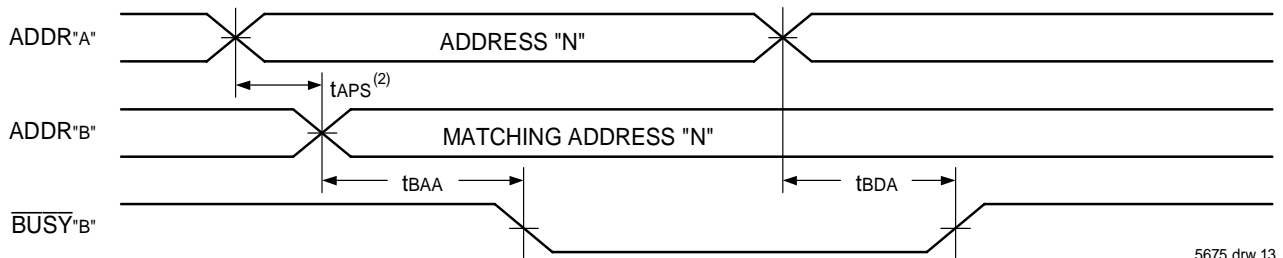 ADDR"A"
ADDRESS "N"
tAPS(2)
ADDR"B"
MATCHING ADDRESS "N"
tBAA
tBDA
BUSY"B"
5675 drw 13